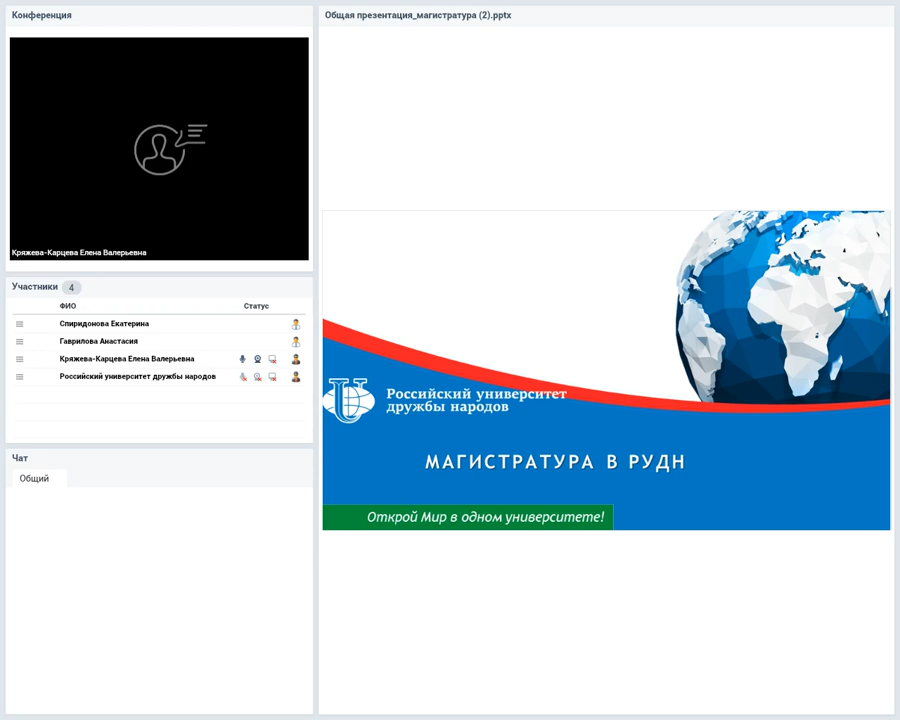 Конференция
Кряжева-Карцева Елена Валерьевна
Участники 4
ФИО Статус
Спиридонова Екатерина
Гаврилова Анастасия
Кряжева-Карцева Елена Валерьевна
Российский университет дружбы народов
Чат
Общий
Общая презентация_магистратура (2).pptx
Российский университет
дружбы народов
МАГИСТРАТУРА В РУДН
Открой Мир в одном университете!